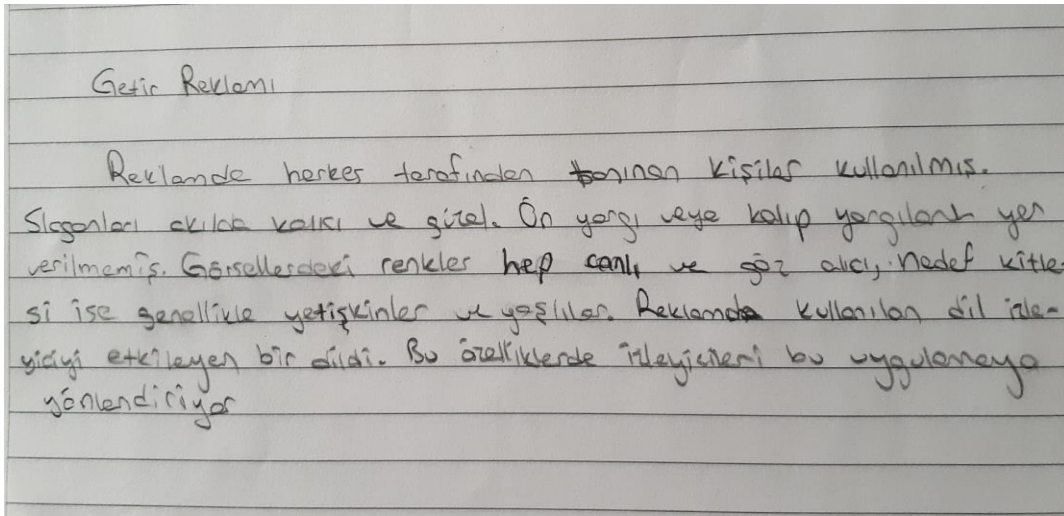 Getir Reklamı
Reklamda herkes tarafından tanınan kişiler kullanılmış.
Sloganları akılda kalıcı ve güzel. Ön yargı veya kalıp yargılara yer
verilmemiş. Görsellerdeki renkler hep canlı ve göz alıcı, hedef kitle-
si ise genellikle yetişkinler ve yaşlılar. Reklamda kullanılan dil izle-
yiciyi etkileyen bir dildi. Bu özelliklerde izleyicileri bu uygulamaya
yönlendiriyor